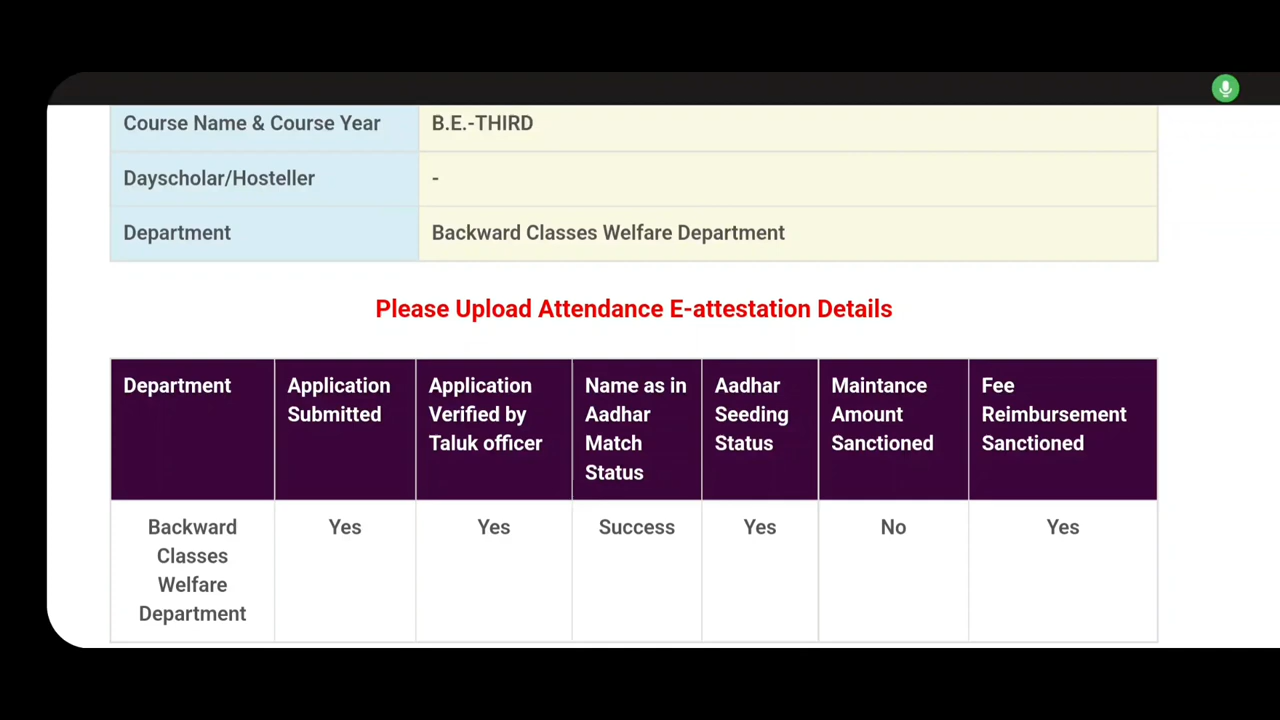 Course Name & Course Year B.E.-THIRD
Dayscholar/Hosteller -
Department Backward Classes Welfare Department
Please Upload Attendance E-attestation Details
Department Application Submitted Application Verified by Taluk officer Name as in Aadhar Match Status Aadhar Seeding Status Maintance Amount Sanctioned Fee Reimbursement Sanctioned
Backward Classes Welfare Department Yes Yes Success Yes No Yes